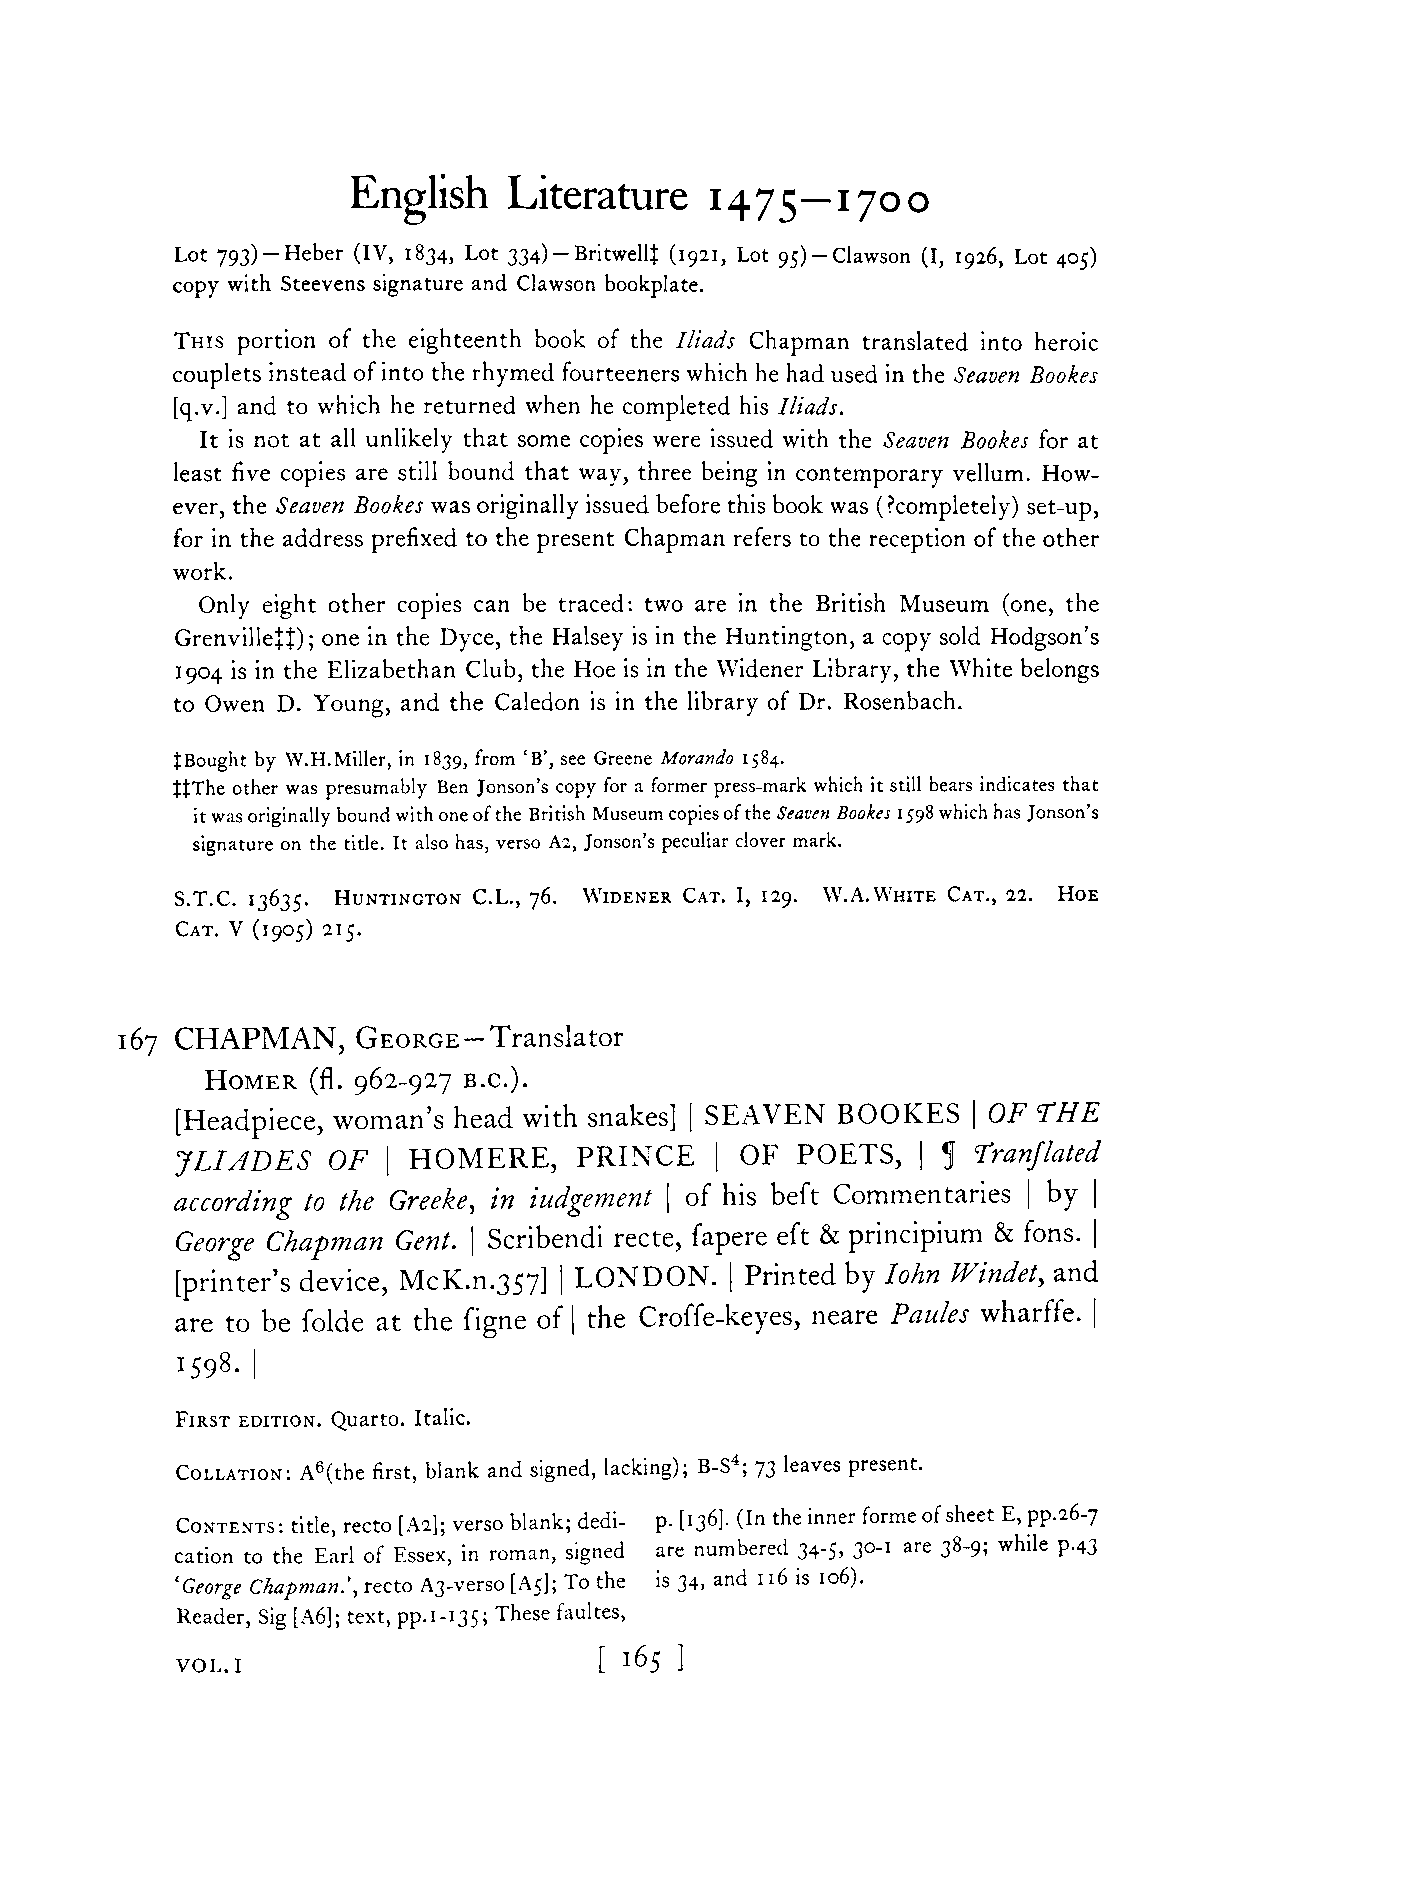 English Literature 1475—1700
Lot 793)—Heber (IV, 1834, Lot 334)—Britwell‡ (1921, Lot 95)—Clawson (I, 1926, Lot 405)
copy with Steevens signature and Clawson bookplate.
THIS portion of the eighteenth book of the Iliads Chapman translated into heroic
couplets instead of into the rhymed fourteeners which he had used in the Seaven Bookes
[q.v.] and to which he returned when he completed his Iliads.
It is not at all unlikely that some copies were issued with the Seaven Bookes for at
least five copies are still bound that way, three being in contemporary vellum. How-
ever, the Seaven Bookes was originally issued before this book was (?completely) set-up,
for in the address prefixed to the present Chapman refers to the reception of the other
work.
Only eight other copies can be traced: two are in the British Museum (one, the
Grenville‡‡); one in the Dyce, the Halsey is in the Huntington, a copy sold Hodgson's
1904 is in the Elizabethan Club, the Hoe is in the Widener Library, the White belongs
to Owen D. Young, and the Caledon is in the library of Dr. Rosenbach.
‡Bought by W.H.Miller, in 1839, from 'B', see Greene Morando 1584.
‡‡The other was presumably Ben Jonson's copy for a former press-mark which it still bears indicates that
it was originally bound with one of the British Museum copies of the Seaven Bookes 1598 which has Jonson's
signature on the title. It also has, verso A2, Jonson's peculiar clover mark.
S.T.C. 13635. HUNTINGTON C.L., 76. WIDENER CAT. I, 129. W.A.WHITE CAT., 22. HOE
CAT. V (1905) 215.
167 CHAPMAN, GEORGE—Translator
HOMER (fl. 962-927 B.C.).
[Headpiece, woman's head with snakes] | SEAVEN BOOKES | OF THE
JLIADES OF | HOMERE, PRINCE | OF POETS, | ¶ Tranſlated
according to the Greeke, in iudgement | of his beſt Commentaries | by |
George Chapman Gent. | Scribendi recte, ſapere eſt & principium & fons. |
[printer's device, McK.n.357] | LONDON. | Printed by Iohn Windet, and
are to be ſolde at the ſigne of | the Croſſe-keyes, neare Paules wharffe. |
1598. |
FIRST EDITION. Quarto. Italic.
COLLATION: A⁶(the first, blank and signed, lacking); B-S⁴; 73 leaves present.
CONTENTS: title, recto [A2]; verso blank; dedi-
cation to the Earl of Essex, in roman, signed
'George Chapman.', recto A3-verso [A5]; To the
Reader, Sig [A6]; text, pp.1-135; These faultes,
p. [136]. (In the inner forme of sheet E, pp.26-7
are numbered 34-5, 30-1 are 38-9; while p.43
is 34, and 116 is 106).
VOL. I
[ 165 ]